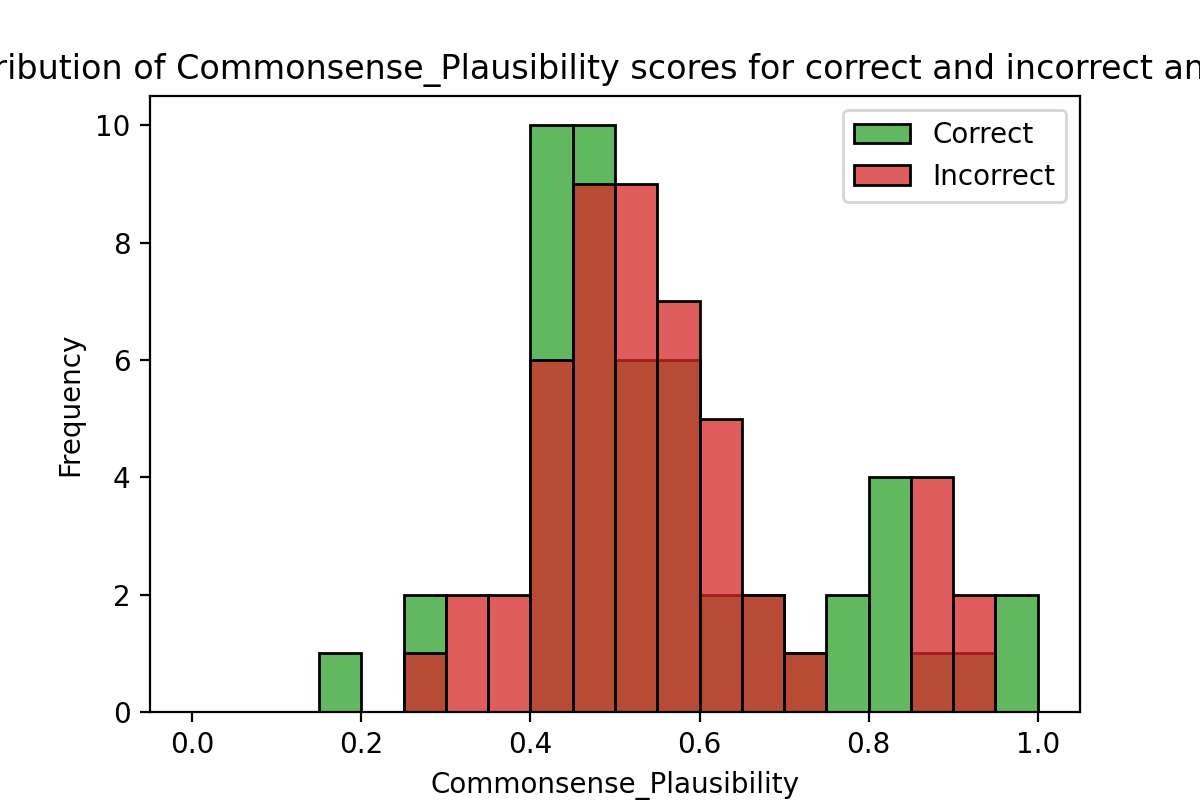 ribution of Commonsense_Plausibility scores for correct and incorrect an
Correct
Incorrect
10
8
6
4
2
0
Frequency
0.0 0.2 0.4 0.6 0.8 1.0
Commonsense_Plausibility